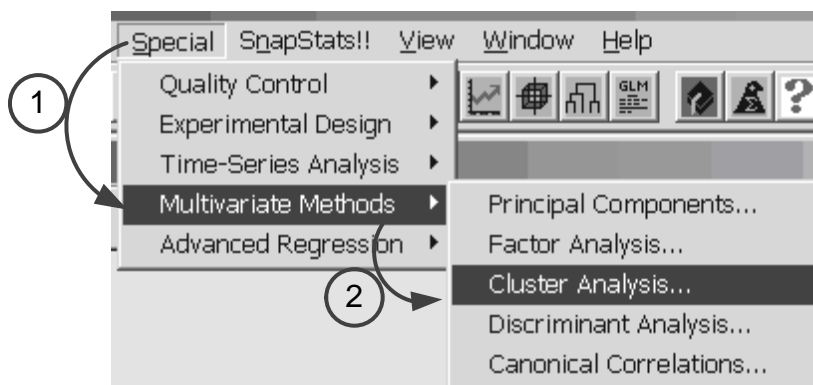 Special SnapStats!! View Window Help
1
Quality Control
GLM
?
Experimental Design
Time-Series Analysis
Multivariate Methods
Principal Components...
Advanced Regression
Factor Analysis...
2
Cluster Analysis...
Discriminant Analysis...
Canonical Correlations...